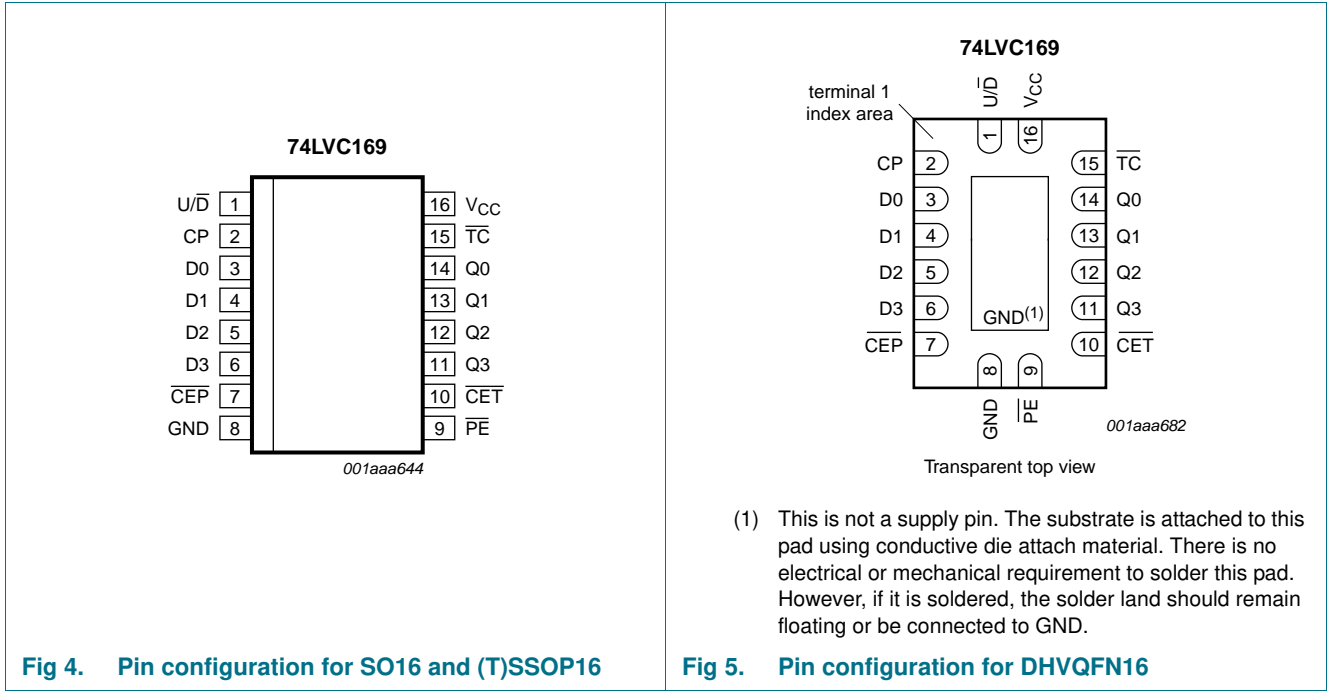 74LVC169
U/D̅ 1
CP 2
D0 3
D1 4
D2 5
D3 6
C̅E̅P̅ 7
GND 8
16 VCC
15 T̅C̅
14 Q0
13 Q1
12 Q2
11 Q3
10 C̅E̅T̅
9 P̅E̅
001aaa644
Fig 4. Pin configuration for SO16 and (T)SSOP16
74LVC169
terminal 1
index area
U/D̅ 1
VCC 16
CP 2
D0 3
D1 4
D2 5
D3 6
C̅E̅P̅ 7
15 T̅C̅
14 Q0
13 Q1
12 Q2
11 Q3
10 C̅E̅T̅
GND(1)
GND 8
P̅E̅ 9
001aaa682
Transparent top view
(1) This is not a supply pin. The substrate is attached to this
pad using conductive die attach material. There is no
electrical or mechanical requirement to solder this pad.
However, if it is soldered, the solder land should remain
floating or be connected to GND.
Fig 5. Pin configuration for DHVQFN16